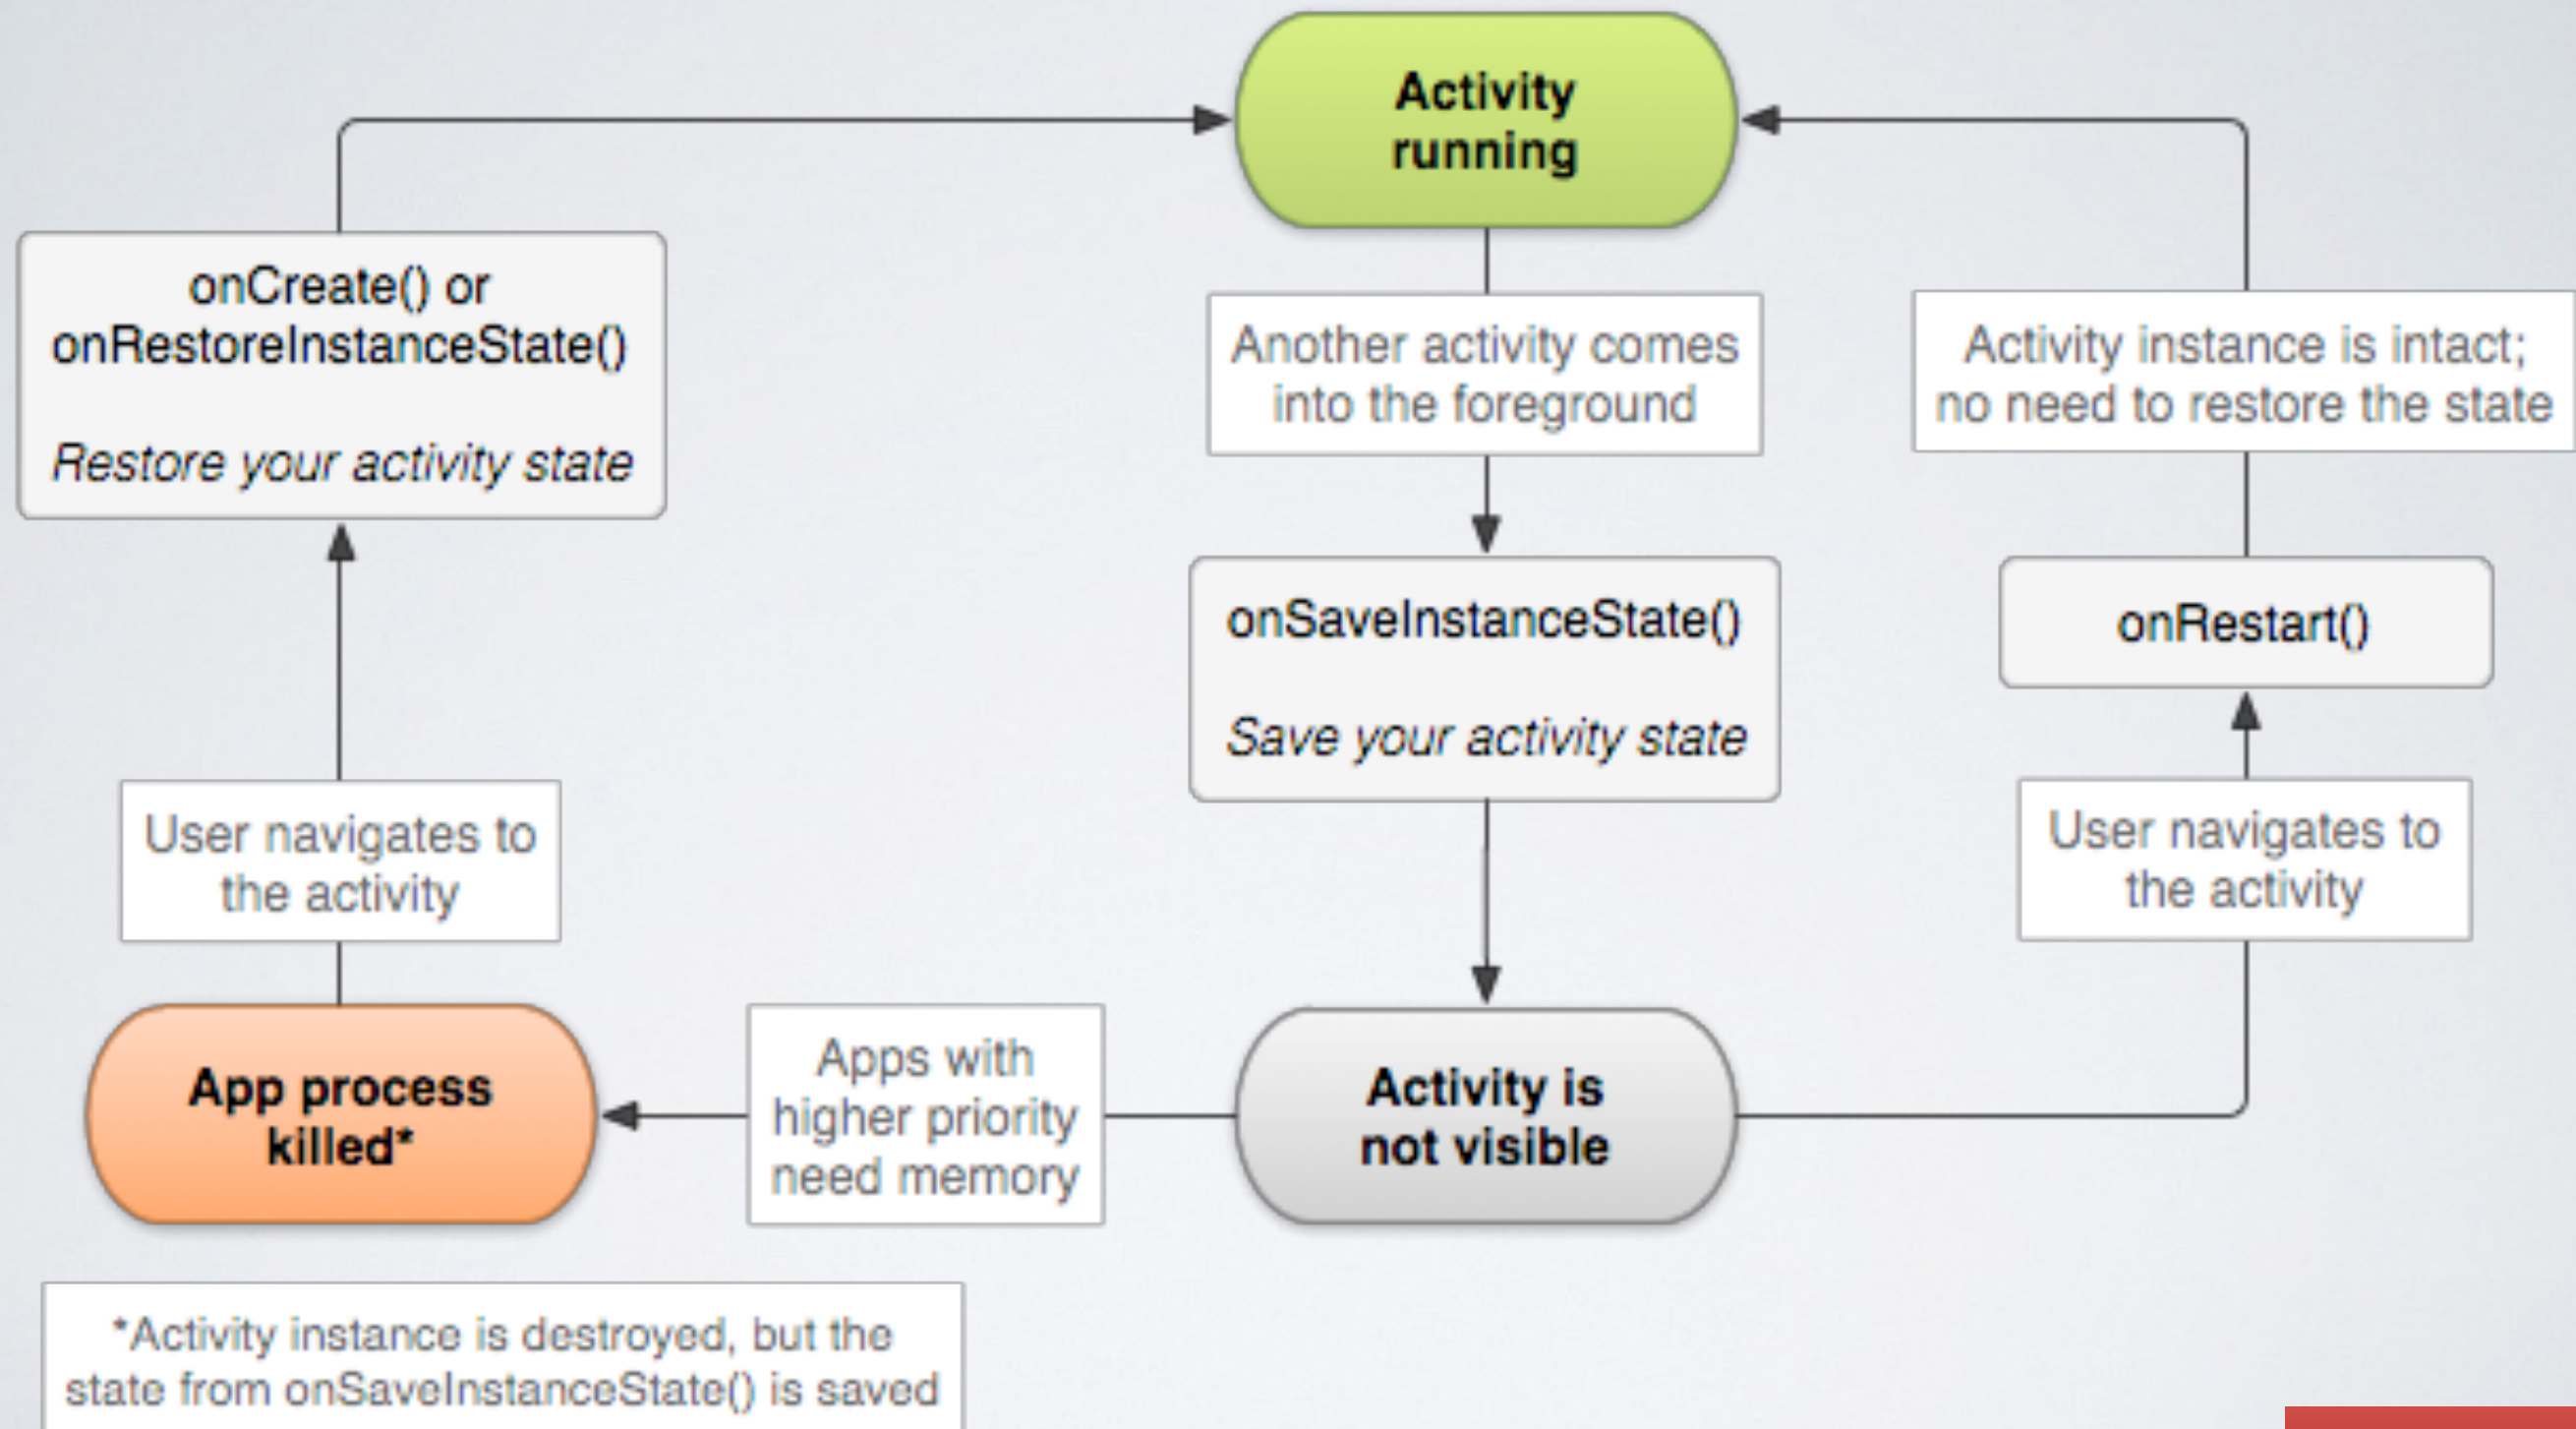 Activity
running
onCreate() or
onRestoreInstanceState()
Restore your activity state
Another activity comes
into the foreground
Activity instance is intact;
no need to restore the state
onSaveInstanceState()
Save your activity state
onRestart()
User navigates to
the activity
User navigates to
the activity
App process
killed*
Apps with
higher priority
need memory
Activity is
not visible
*Activity instance is destroyed, but the
state from onSaveInstanceState() is saved